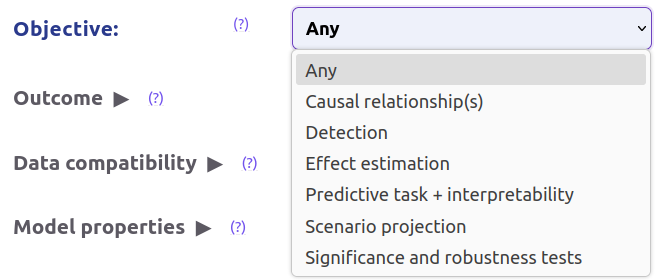 Objective: (?) Any
Any
Outcome ▶ (?)
Causal relationship(s)
Detection
Data compatibility ▶ (?)
Effect estimation
Predictive task + interpretability
Model properties ▶ (?)
Scenario projection
Significance and robustness tests